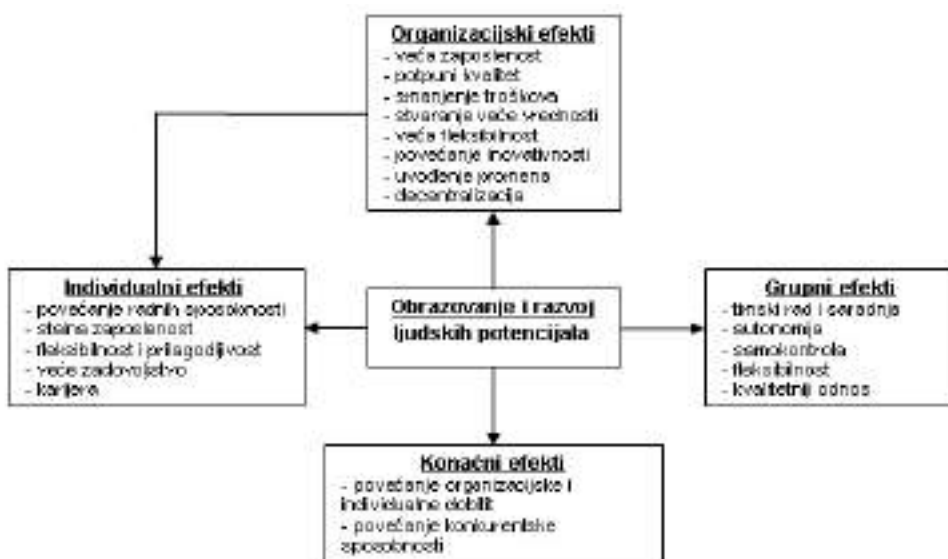 Organizacijski efekti
- veća zaposlenost
- potpuni kvalitet
- smanjenje troškova
- stvaranje veće vrednosti
- veća fleksibilnost
- povećanje inovativnosti
- uvođenje promena
- decentralizacija
Individualni efekti
- povećanje radnih sposobnosti
- stalna zaposlenost
- fleksibilnost i prilagodljivost
- veće zadovoljstvo
- karijera
Obrazovanje i razvoj
ljudskih potencijala
Grupni efekti
- timski rad i saradnja
- autonomija
- samokontrola
- fleksibilnost
- kvalitetniji odnos
Konačni efekti
- povećanje organizacijske i
individualne dobiti
- povećanje konkurentske
sposobnosti